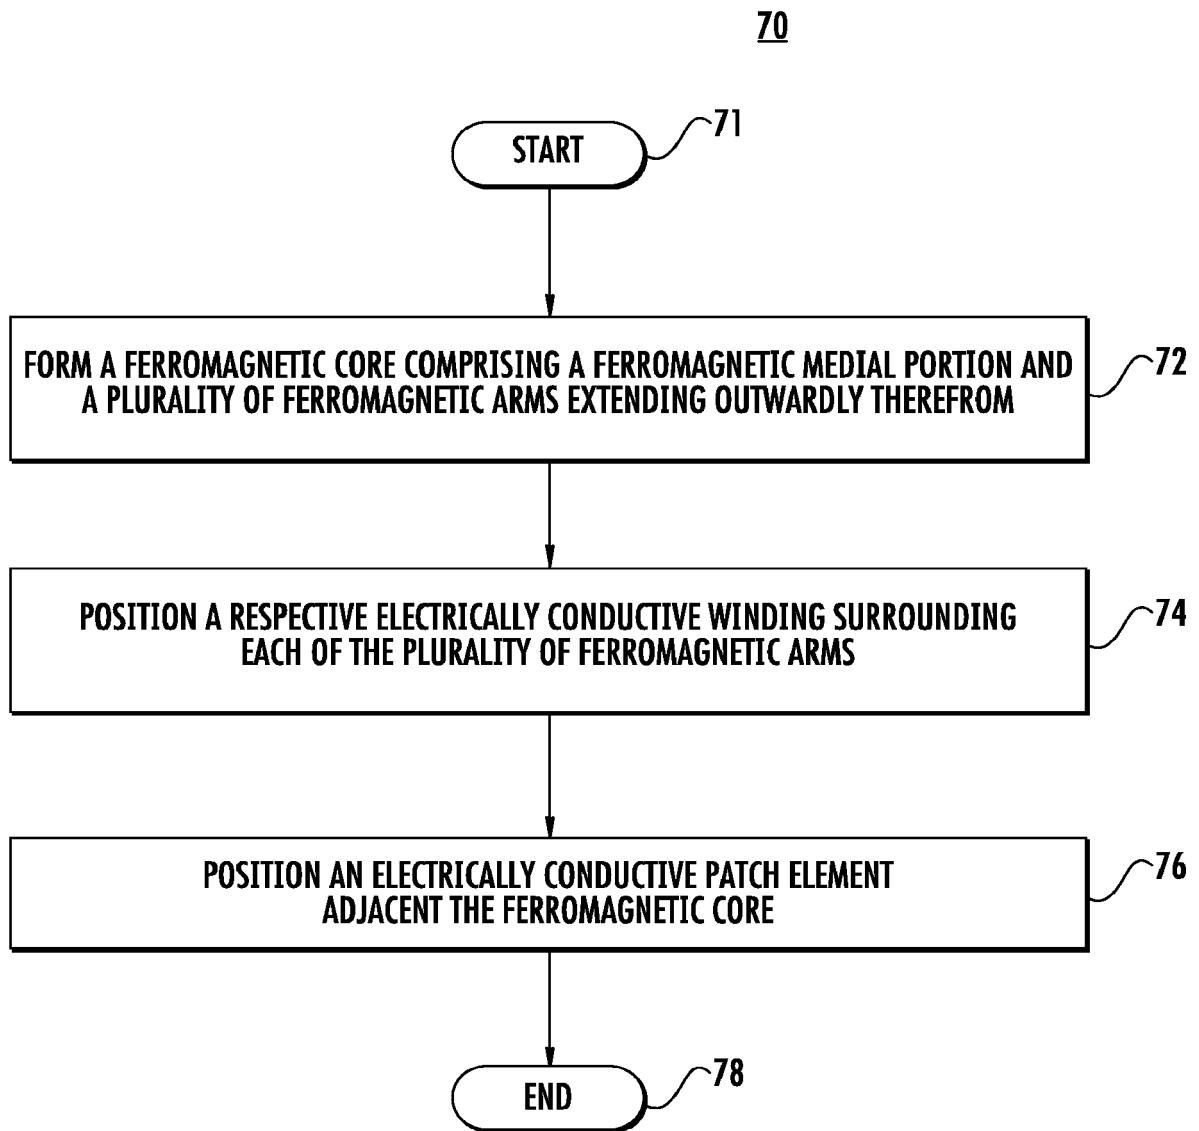 70
START
71
FORM A FERROMAGNETIC CORE COMPRISING A FERROMAGNETIC MEDIAL PORTION AND
A PLURALITY OF FERROMAGNETIC ARMS EXTENDING OUTWARDLY THEREFROM
72
POSITION A RESPECTIVE ELECTRICALLY CONDUCTIVE WINDING SURROUNDING
EACH OF THE PLURALITY OF FERROMAGNETIC ARMS
74
POSITION AN ELECTRICALLY CONDUCTIVE PATCH ELEMENT
ADJACENT THE FERROMAGNETIC CORE
76
END
78